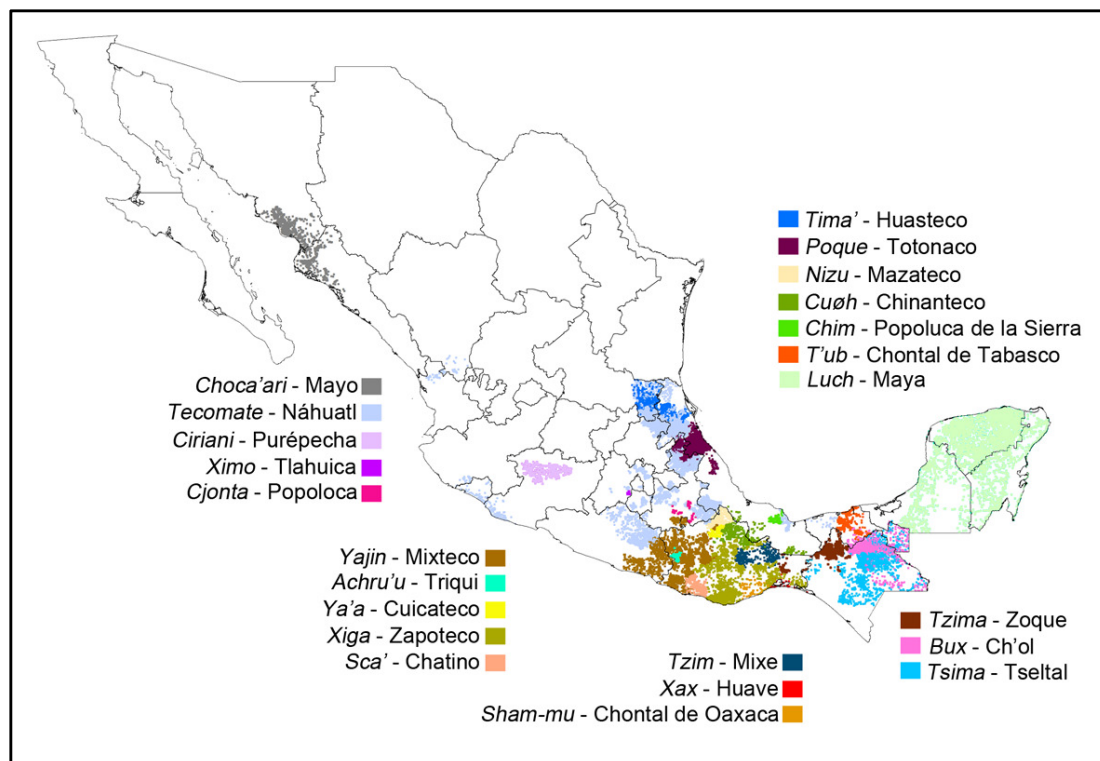 Tima’ - Huasteco
Poque - Totonaco
Nizu - Mazateco
Cuøh - Chinanteco
Chim - Popoluca de la Sierra
T’ub - Chontal de Tabasco
Luch - Maya
Choca’ari - Mayo
Tecomate - Náhuatl
Ciriani - Purépecha
Ximo - Tlahuica
Cjonta - Popoloca
Yajin - Mixteco
Achru’u - Triqui
Ya’a - Cuicateco
Xiga - Zapoteco
Sca’ - Chatino
Tzim - Mixe
Xax - Huave
Sham-mu - Chontal de Oaxaca
Tzima - Zoque
Bux - Ch’ol
Tsima - Tseltal